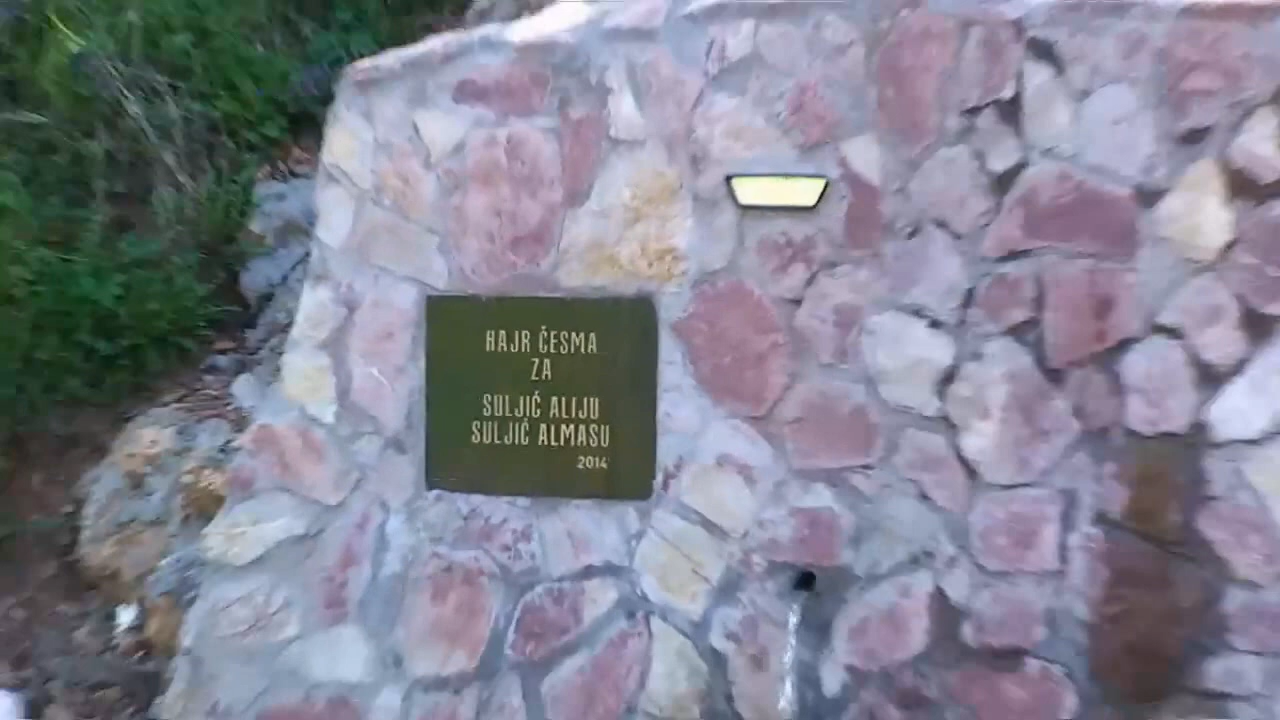 HAJR ČESMA
ZA
SULJIĆ ALIJU
SULJIĆ ALMASU
2014